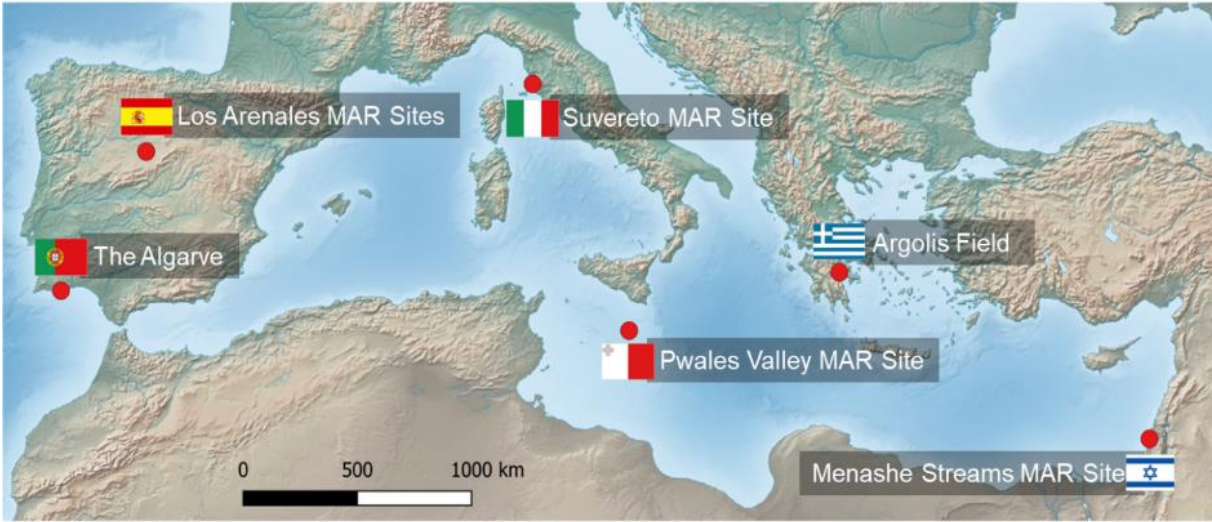 Los Arenales MAR Sites
Suvereto MAR Site
The Algarve
Argolis Field
Pwales Valley MAR Site
Menashe Streams MAR Site
0 500 1000 km